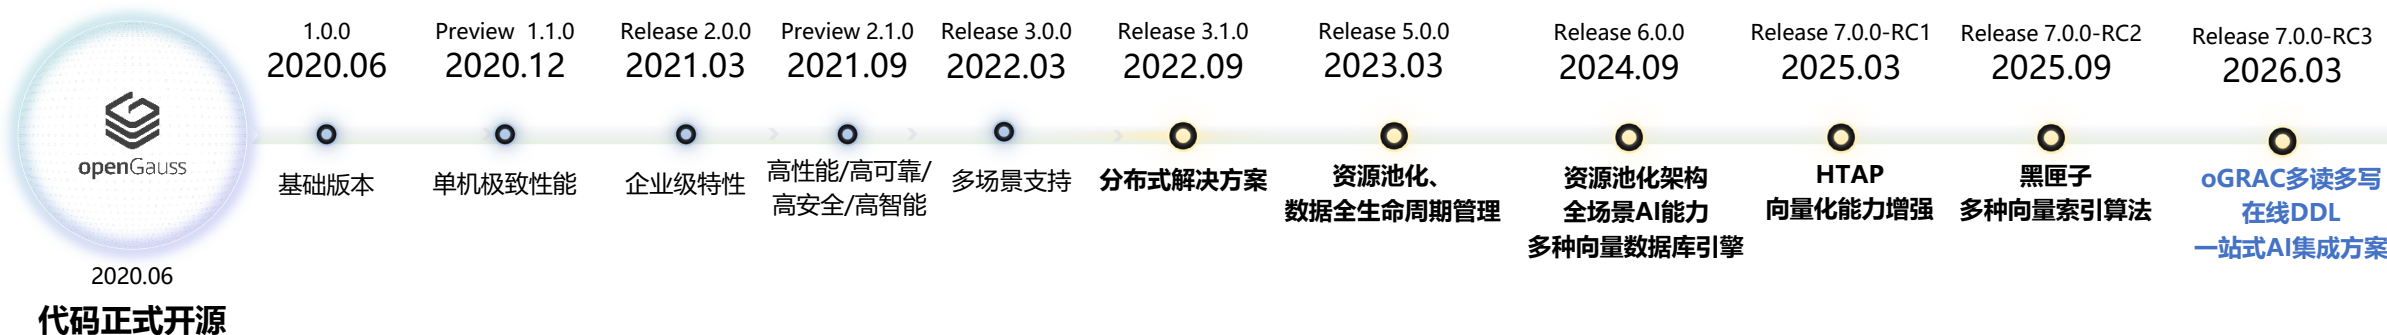 openGauss
2020.06
代码正式开源
1.0.0
2020.06
基础版本
Preview 1.1.0
2020.12
单机极致性能
Release 2.0.0
2021.03
企业级特性
Preview 2.1.0
2021.09
高性能/高可靠/
高安全/高智能
Release 3.0.0
2022.03
多场景支持
Release 3.1.0
2022.09
分布式解决方案
Release 5.0.0
2023.03
资源池化、
数据全生命周期管理
Release 6.0.0
2024.09
资源池化架构
全场景AI能力
多种向量数据库引擎
Release 7.0.0-RC1
2025.03
HTAP
向量化能力增强
Release 7.0.0-RC2
2025.09
黑匣子
多种向量索引算法
Release 7.0.0-RC3
2026.03
oGRAC多读多写
在线DDL
一站式AI集成方案